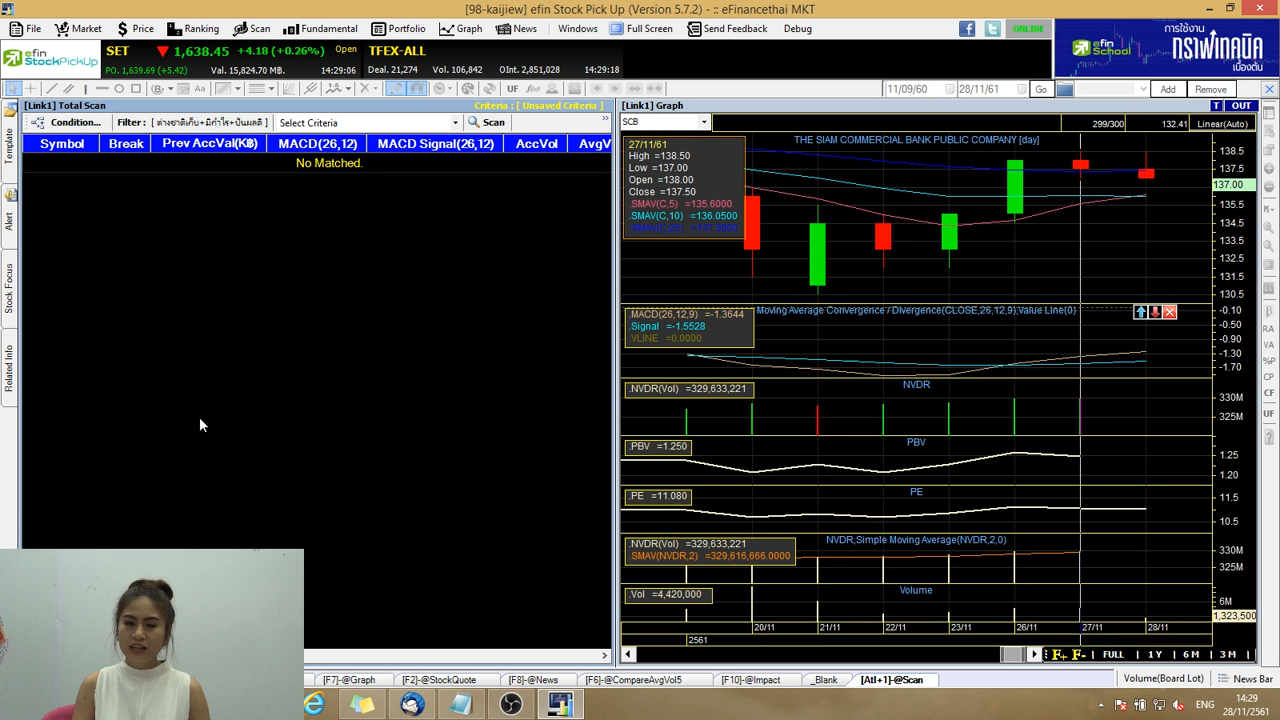 [98-kaijiew] efin Stock Pick Up (Version 5.7.2) - :: eFinancethai MKT
File Market Price Ranking Scan Fundamental Portfolio Graph News Windows Full Screen Send Feedback Debug ONLINE
efin StockPickUp
SET 1,638.45 +4.18 (+0.26%) Open
PO. 1,639.69 (+5.42) Val. 15,824.70 MB. 14:29:06
TFEX-ALL
Deal. 21,274 Vol. 106,842 OInt. 2,851,028 14:29:18
efin School
การใช้งาน
กราฟเทคนิค
เบื้องต้น
UF 11/09/60 28/11/61 Go Add Remove
[Link1] Total Scan Criteria : [ Unsaved Criteria ]
Condition... Filter : [ ต่างชาติเก็บ+มีกำไร+ปันผลดี ] Select Criteria Scan
Symbol Break Prev AccVal(K฿) MACD(26,12) MACD Signal(26,12) AccVol AvgV
No Matched.
Template
Alert
Stock Focus
Related Info
[Link1] Graph T OUT
SCB 299/300 132.41 Linear(Auto)
THE SIAM COMMERCIAL BANK PUBLIC COMPANY [day]
27/11/61
High =138.50
Low =137.00
Open =138.00
Close =137.50
.SMAV(C,5) =135.6000
.SMAV(C,10) =136.0500
138.5
137.5
137.00
135.5
134.5
133.5
132.5
131.5
130.5
Moving Average Convergence / Divergence(CLOSE,26,12,9),Value Line(0)
.MACD(26,12,9) =-1.3644
.Signal =-1.5528
VLINE =0.0000
-0.10
-0.50
-0.90
-1.30
-1.70
NVDR
.NVDR(Vol) =329,633,221
330M
325M
PBV
.PBV =1.250
1.25
1.20
PE
.PE =11.080
11.5
10.5
NVDR,Simple Moving Average(NVDR,2,0)
.NVDR(Vol) =329,633,221
.SMAV(NVDR,2) =329,616,666.0000
330M
325M
Volume
.Vol =4,420,000
6M
1,323,500
20/11 21/11 22/11 23/11 26/11 27/11 28/11
2561
F+ F- FULL 1 Y 6 M 3 M
RA
VA
%
CP
CF
UF
[F7]-@Graph [F2]-@StockQuote [F8]-@News [F6]-@CompareAvgVol5 [F10]-@Impact _Blank [Atl+1]-@Scan Volume(Board Lot) News Bar
ENG
14:29
28/11/2561